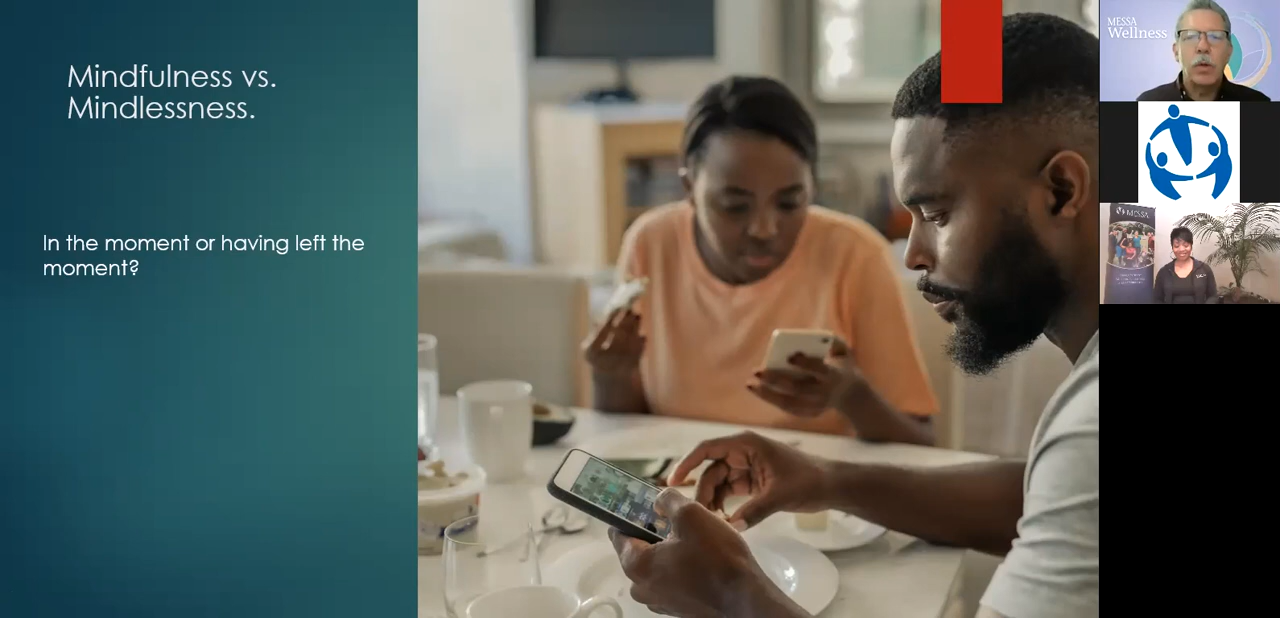 Mindfulness vs.
Mindlessness.
In the moment or having left the
moment?
MESSA
Wellness
MESSA